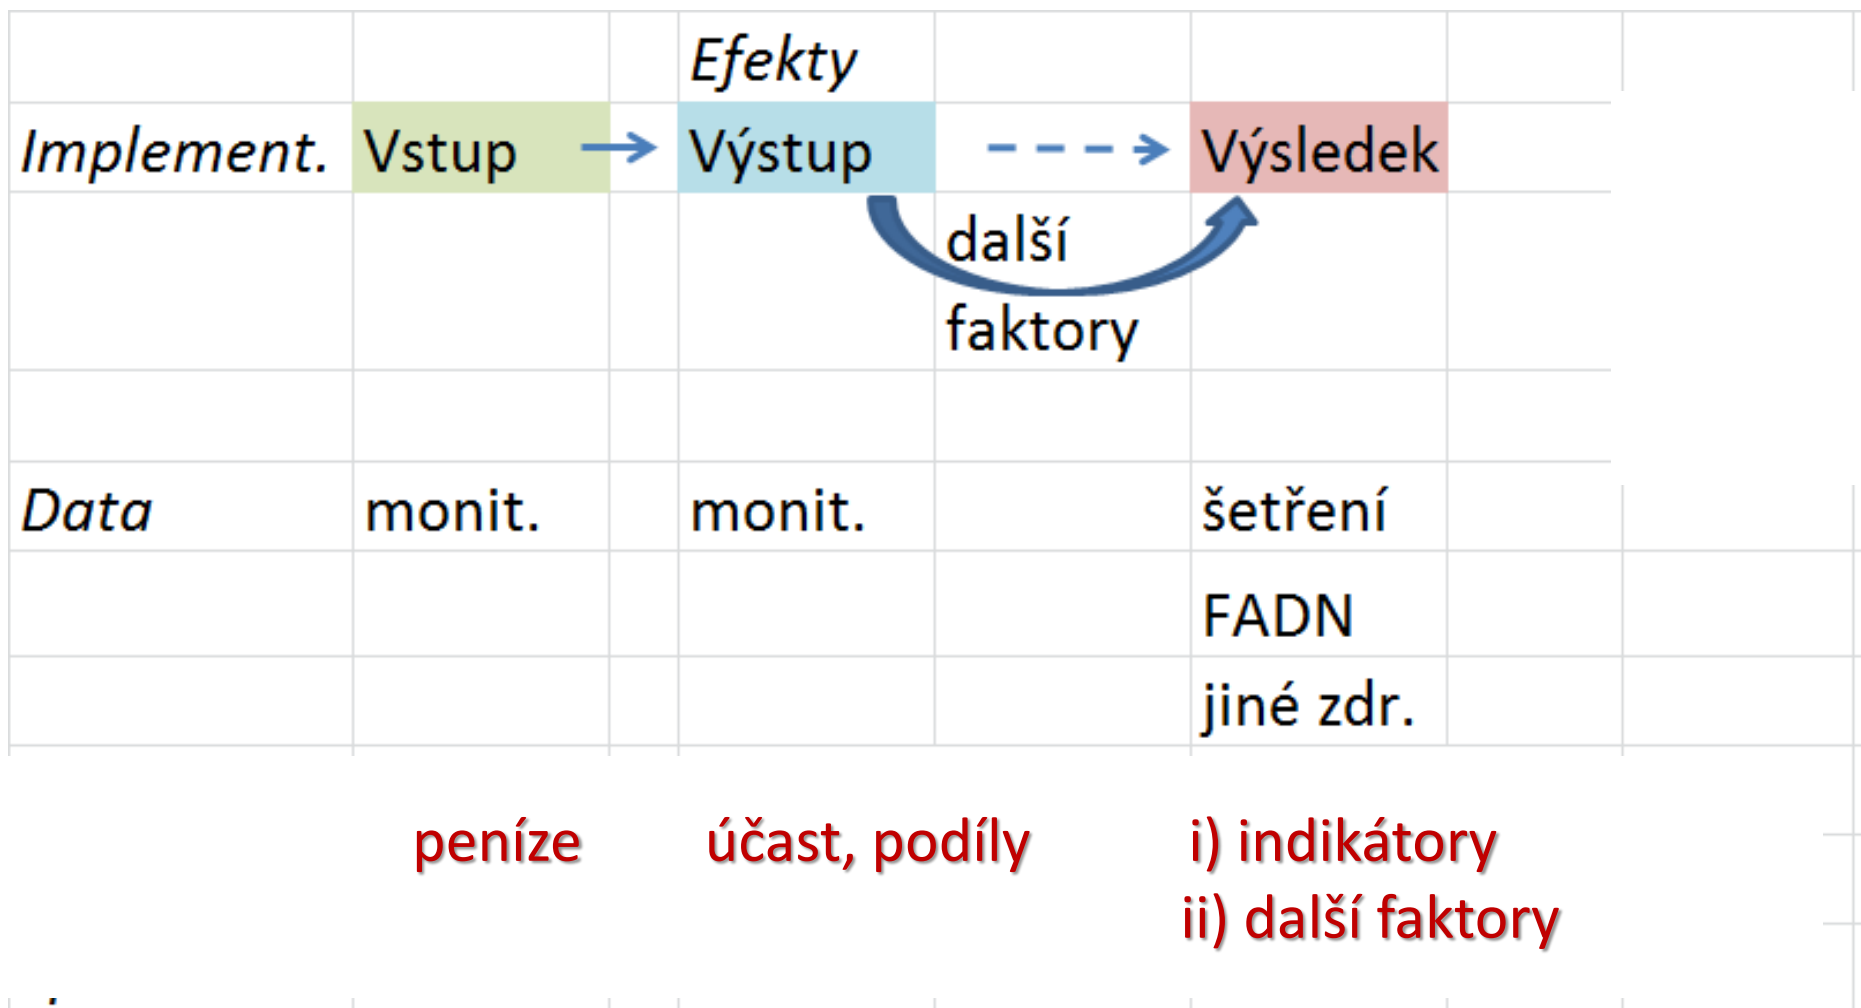 Efekty
Implement. Vstup Výstup Výsledek
další
faktory
Data monit. monit. šetření
FADN
jiné zdr.
peníze účast, podíly i) indikátory
ii) další faktory